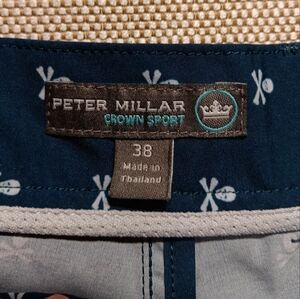 PETER MILLAR
CROWN SPORT
38
Made in
Thailand